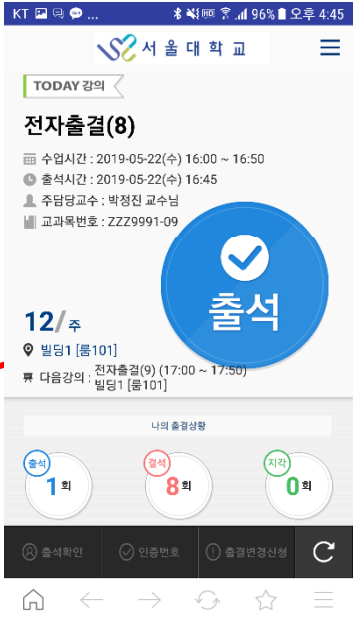 KT ... 96% 오후 4:45
서울대학교
TODAY 강의
전자출결(8)
수업시간 : 2019-05-22(수) 16:00 ~ 16:50
출석시간 : 2019-05-22(수) 16:45
주담당교수 : 박정진 교수님
교과목번호 : ZZZ9991-09
출석
12/ 주
빌딩1 [룸101]
다음강의 : 전자출결(9) (17:00 ~ 17:50)
빌딩1 [룸101]
나의 출결상황
출석 결석 지각
1 회 8 회 0 회
출석확인 인증번호 출결변경신청